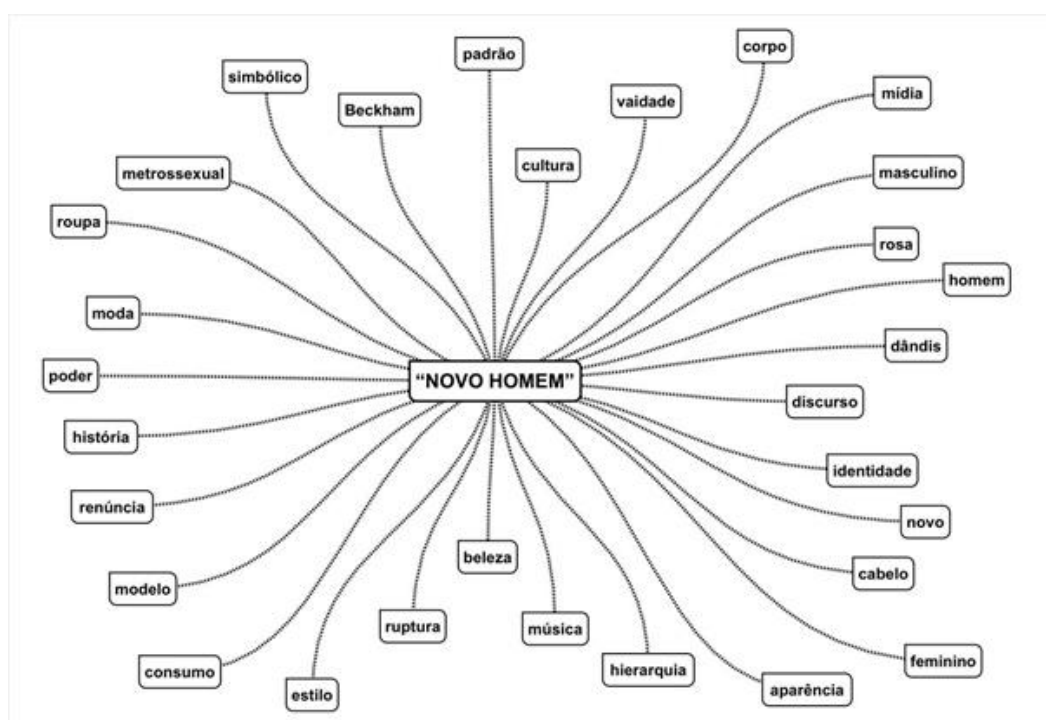 corpo
padrão
simbólico
mídia
vaidade
Beckham
cultura
metrossexual
masculino
roupa
rosa
homem
moda
dândis
poder
“NOVO HOMEM”
discurso
história
identidade
renúncia
novo
beleza
cabelo
modelo
ruptura
música
feminino
hierarquia
consumo
aparência
estilo